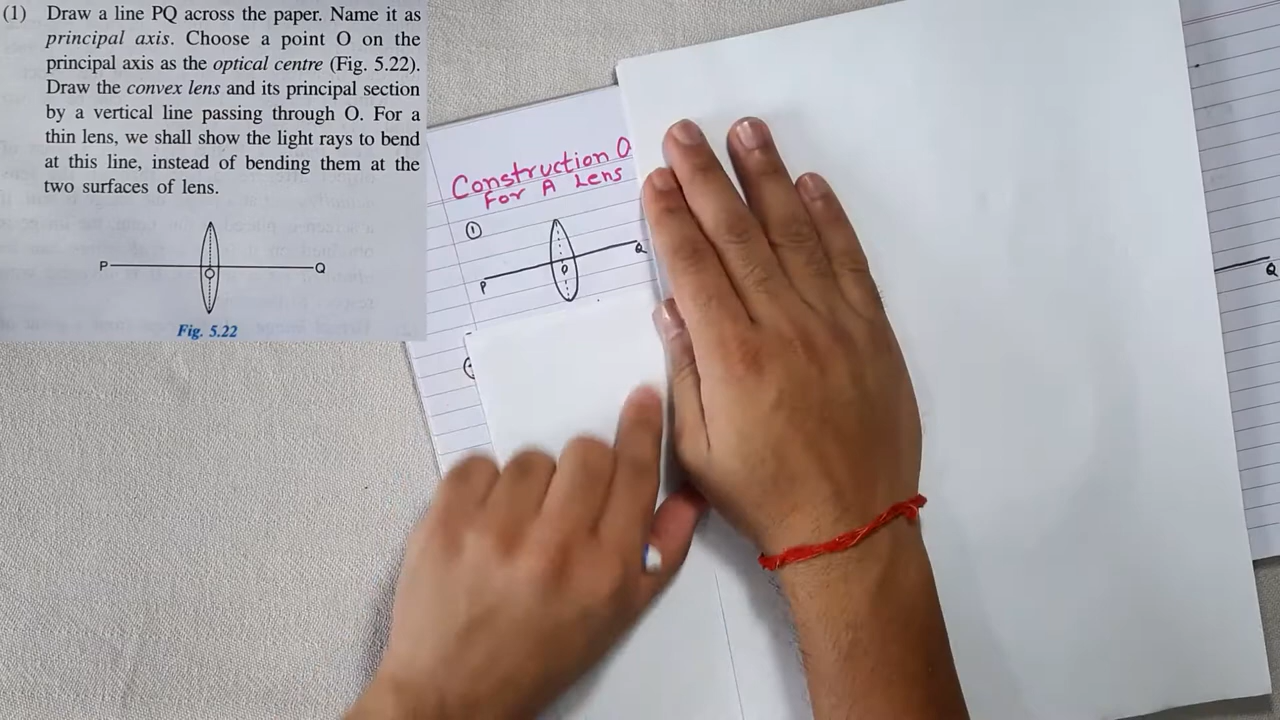 (1) Draw a line PQ across the paper. Name it as
principal axis. Choose a point O on the
principal axis as the optical centre (Fig. 5.22).
Draw the convex lens and its principal section
by a vertical line passing through O. For a
thin lens, we shall show the light rays to bend
at this line, instead of bending them at the
two surfaces of lens.
P O Q
Fig. 5.22
Construction
For A Lens
1
P O Q
Q